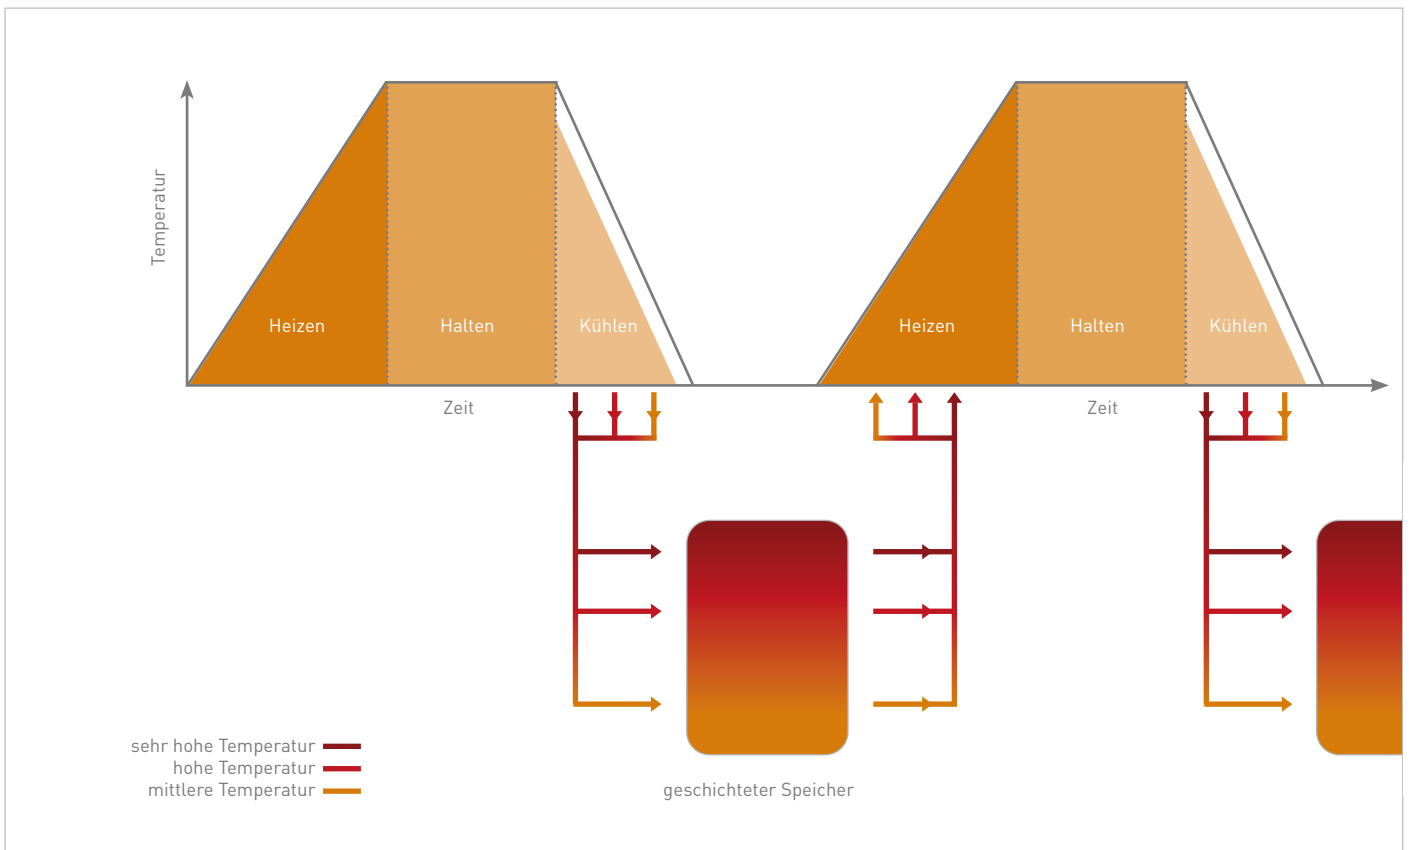 Temperatur
Heizen
Halten
Kühlen
Heizen
Halten
Kühlen
Zeit
Zeit
sehr hohe Temperatur
hohe Temperatur
mittlere Temperatur
geschichteter Speicher